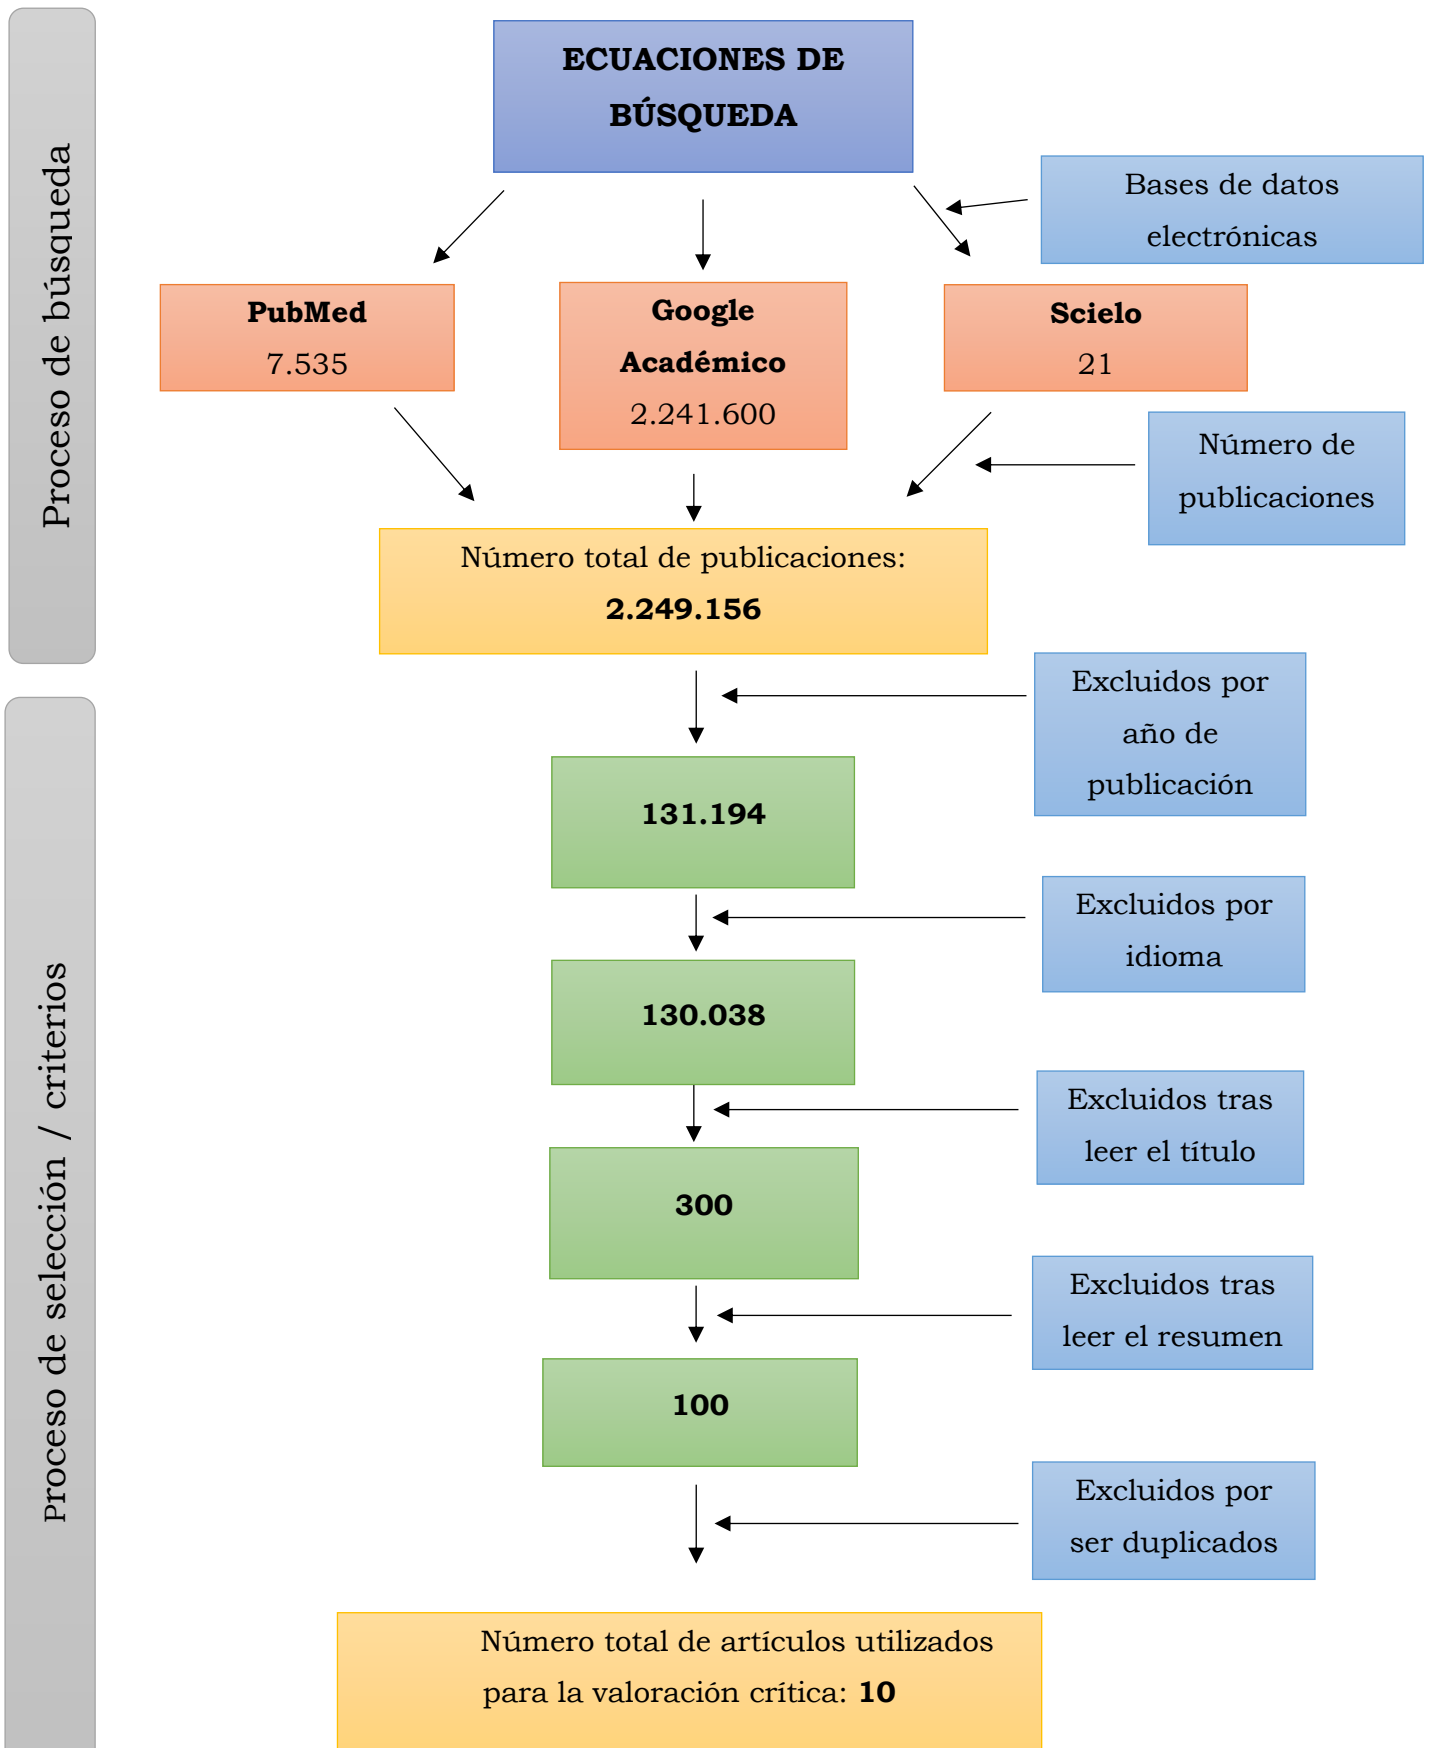 Proceso de búsqueda
ECUACIONES DE
BÚSQUEDA
Bases de datos
electrónicas
PubMed
7.535
Google
Académico
2.241.600
Scielo
21
Número de
publicaciones
Número total de publicaciones:
2.249.156
Proceso de selección / criterios
Excluidos por
año de
publicación
131.194
Excluidos por
idioma
130.038
Excluidos tras
leer el título
300
Excluidos tras
leer el resumen
100
Excluidos por
ser duplicados
Número total de artículos utilizados
para la valoración crítica: 10